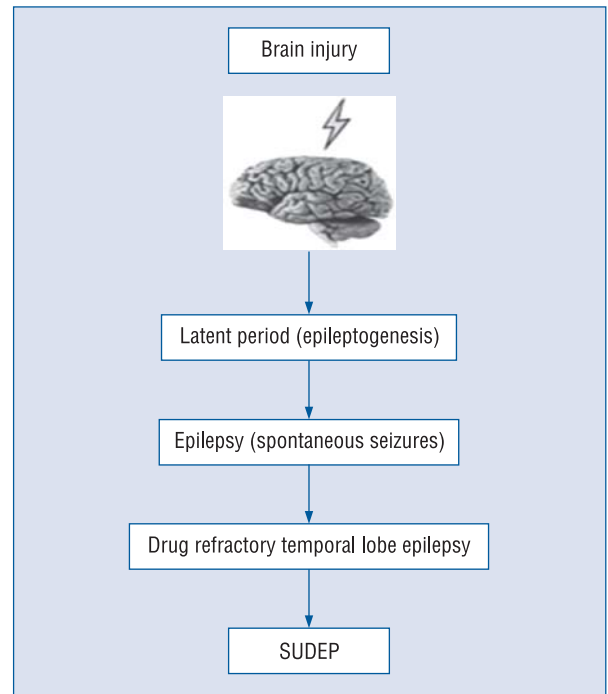 Brain injury
Latent period (epileptogenesis)
Epilepsy (spontaneous seizures)
Drug refractory temporal lobe epilepsy
SUDEP